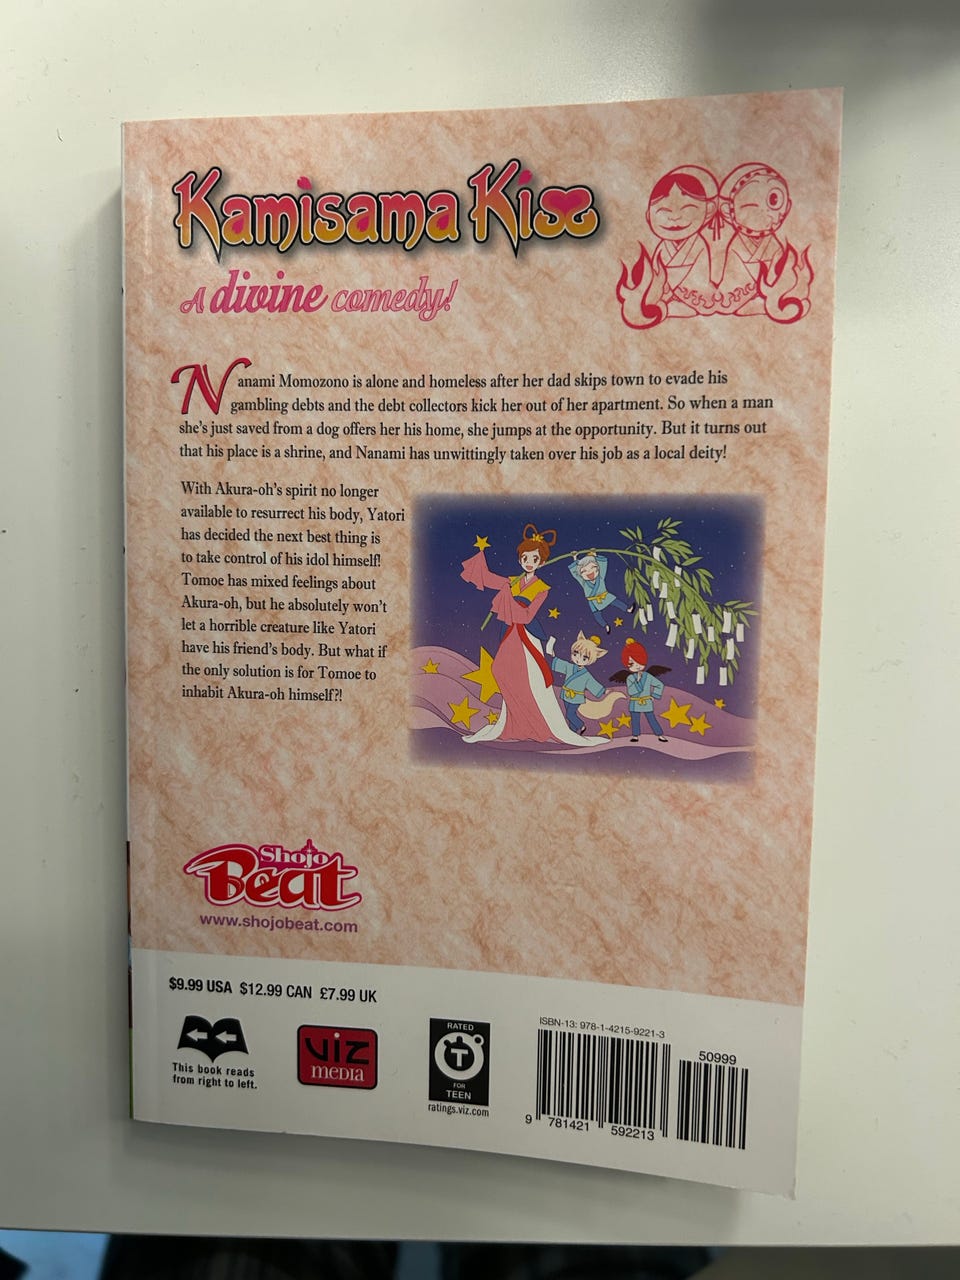 Kamisama Kiss
A divine comedy!
Nanami Momozono is alone and homeless after her dad skips town to evade his
gambling debts and the debt collectors kick her out of her apartment. So when a man
she's just saved from a dog offers her his home, she jumps at the opportunity. But it turns out
that his place is a shrine, and Nanami has unwittingly taken over his job as a local deity!
With Akura-oh's spirit no longer
available to resurrect his body, Yatori
has decided the next best thing is
to take control of his idol himself!
Tomoe has mixed feelings about
Akura-oh, but he absolutely won't
let a horrible creature like Yatori
have his friend's body. But what if
the only solution is for Tomoe to
inhabit Akura-oh himself?!
Shojo
Beat
www.shojobeat.com
$9.99 USA $12.99 CAN £7.99 UK
This book reads
from right to left.
VIZ
MEDIA
RATED
T
FOR
TEEN
ratings.viz.com
ISBN-13: 978-1-4215-9221-3
50999
9 781421 592213